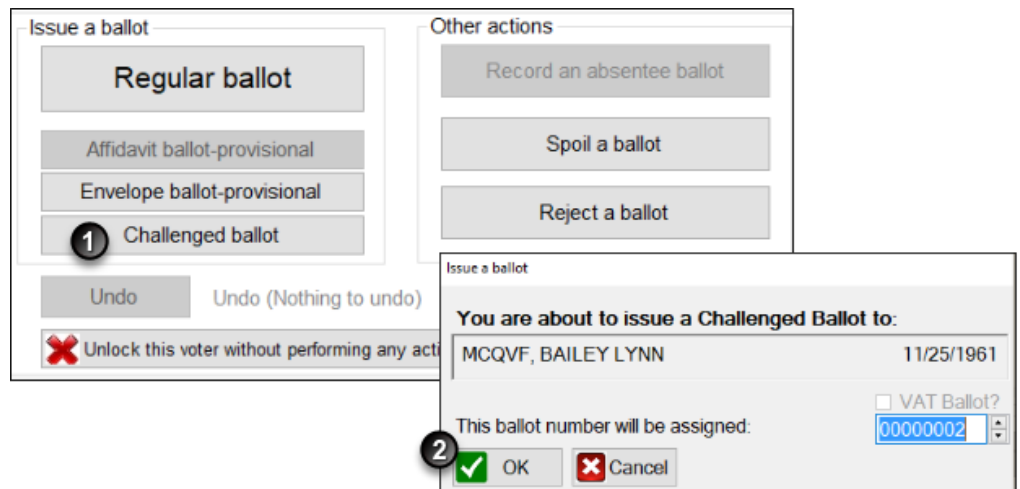 Issue a ballot
Regular ballot
Affidavit ballot-provisional
Envelope ballot-provisional
1 Challenged ballot
Undo Undo (Nothing to undo)
Unlock this voter without performing any acti
Other actions
Record an absentee ballot
Spoil a ballot
Reject a ballot
Issue a ballot
You are about to issue a Challenged Ballot to:
MCQVF, BAILEY LYNN 11/25/1961
VAT Ballot?
This ballot number will be assigned: 00000002
2 OK Cancel